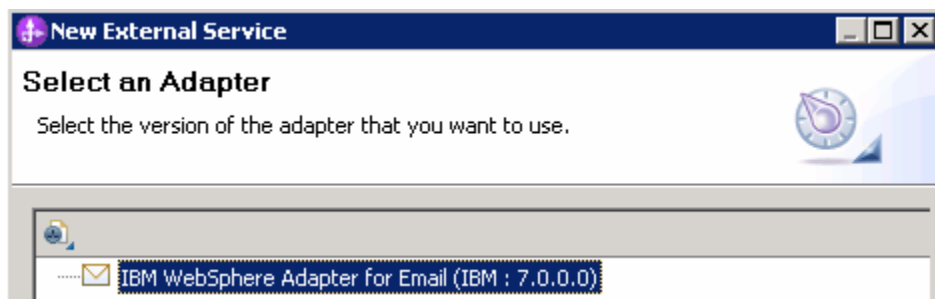 New External Service
Select an Adapter
Select the version of the adapter that you want to use.
IBM WebSphere Adapter for Email (IBM : 7.0.0.0)